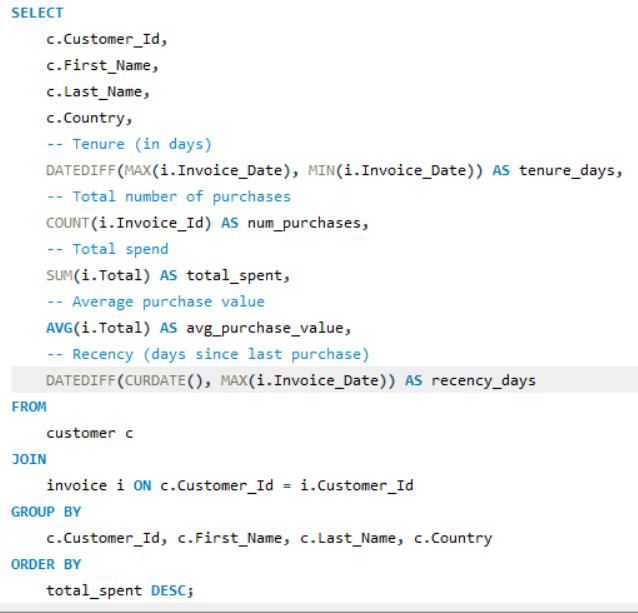 SELECT
    c.Customer_Id,
    c.First_Name,
    c.Last_Name,
    c.Country,
    -- Tenure (in days)
    DATEDIFF(MAX(i.Invoice_Date), MIN(i.Invoice_Date)) AS tenure_days,
    -- Total number of purchases
    COUNT(i.Invoice_Id) AS num_purchases,
    -- Total spend
    SUM(i.Total) AS total_spent,
    -- Average purchase value
    AVG(i.Total) AS avg_purchase_value,
    -- Recency (days since last purchase)
    DATEDIFF(CURDATE(), MAX(i.Invoice_Date)) AS recency_days
FROM
    customer c
JOIN
    invoice i ON c.Customer_Id = i.Customer_Id
GROUP BY
    c.Customer_Id, c.First_Name, c.Last_Name, c.Country
ORDER BY
    total_spent DESC;